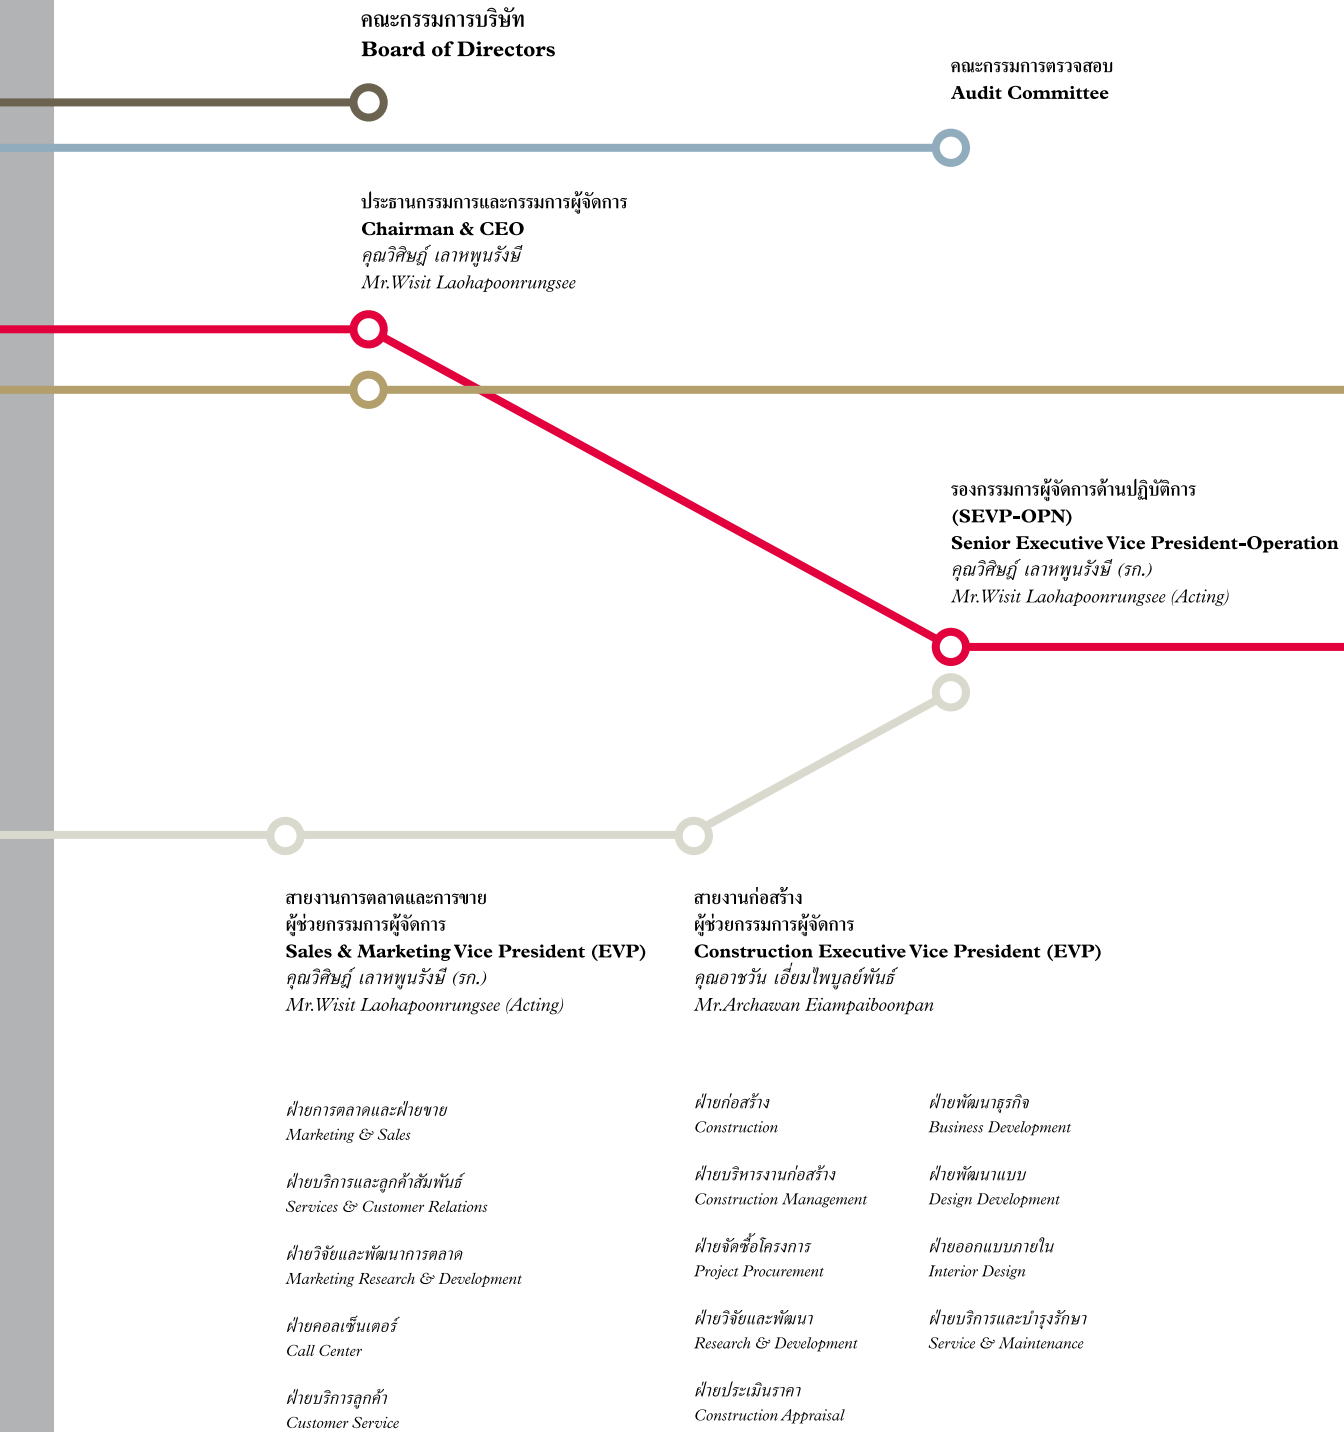 คณะกรรมการบริษัท
Board of Directors
คณะกรรมการตรวจสอบ
Audit Committee
ประธานกรรมการและกรรมการผู้จัดการ
Chairman & CEO
คุณวิศิษฎ์ เลาหพูนรังษี
Mr.Wisit Laohapoonrungsee
รองกรรมการผู้จัดการด้านปฏิบัติการ
(SEVP-OPN)
Senior Executive Vice President-Operation
คุณวิศิษฎ์ เลาหพูนรังษี (รก.)
Mr.Wisit Laohapoonrungsee (Acting)
สายงานการตลาดและการขาย
ผู้ช่วยกรรมการผู้จัดการ
Sales & Marketing Vice President (EVP)
คุณวิศิษฎ์ เลาหพูนรังษี (รก.)
Mr.Wisit Laohapoonrungsee (Acting)
สายงานก่อสร้าง
ผู้ช่วยกรรมการผู้จัดการ
Construction Executive Vice President (EVP)
คุณอาชวัน เอี่ยมไพบูลย์พันธ์
Mr.Archawan Eiampaiboonpan
ฝ่ายการตลาดและฝ่ายขาย
Marketing & Sales
ฝ่ายบริการและลูกค้าสัมพันธ์
Services & Customer Relations
ฝ่ายวิจัยและพัฒนาการตลาด
Marketing Research & Development
ฝ่ายคอลเซ็นเตอร์
Call Center
ฝ่ายบริการลูกค้า
Customer Service
ฝ่ายก่อสร้าง
Construction
ฝ่ายบริหารงานก่อสร้าง
Construction Management
ฝ่ายจัดซื้อโครงการ
Project Procurement
ฝ่ายวิจัยและพัฒนา
Research & Development
ฝ่ายประเมินราคา
Construction Appraisal
ฝ่ายพัฒนาธุรกิจ
Business Development
ฝ่ายพัฒนาแบบ
Design Development
ฝ่ายออกแบบภายใน
Interior Design
ฝ่ายบริการและบำรุงรักษา
Service & Maintenance